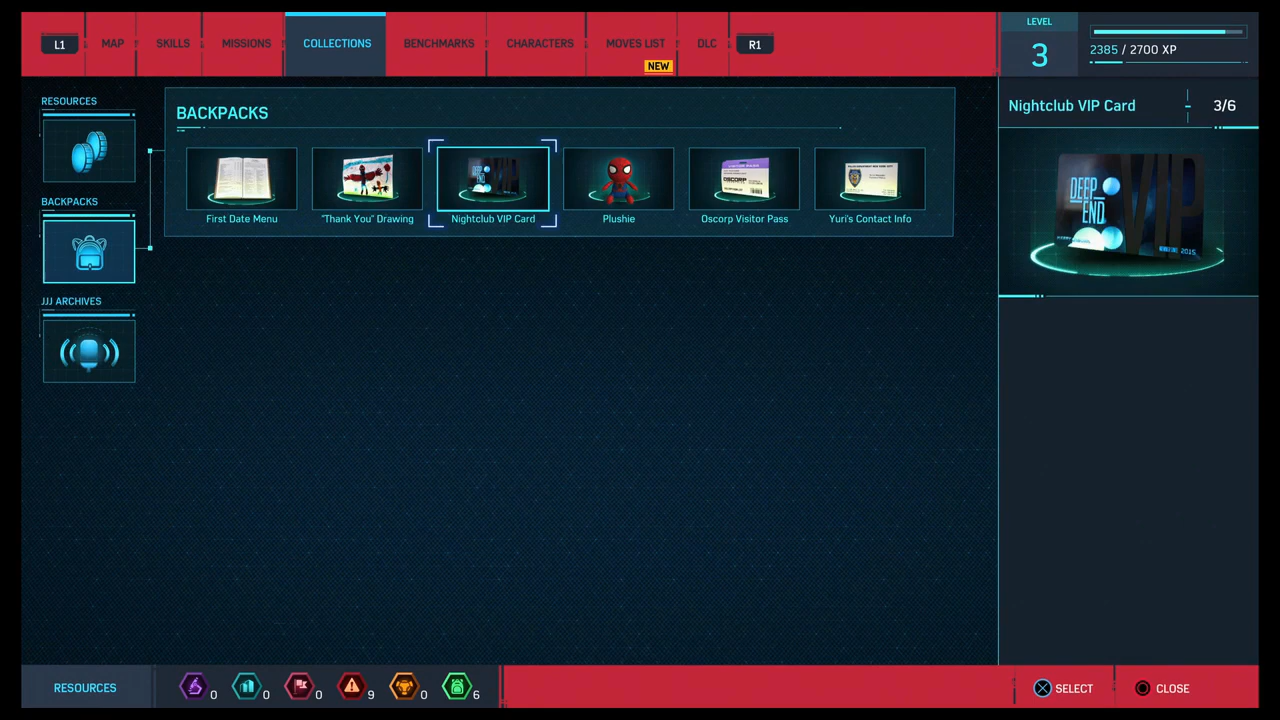 L1
MAP
SKILLS
MISSIONS
COLLECTIONS
BENCHMARKS
CHARACTERS
MOVES LIST
NEW
DLC
R1
LEVEL
3
2385 / 2700 XP
RESOURCES
BACKPACKS
JJJ ARCHIVES
BACKPACKS
First Date Menu
"Thank You" Drawing
Nightclub VIP Card
Plushie
Oscorp Visitor Pass
Yuri's Contact Info
Nightclub VIP Card
3/6
DEEP
END
VIP
2015
OSCORP
RESOURCES
0
0
0
9
0
6
SELECT
CLOSE